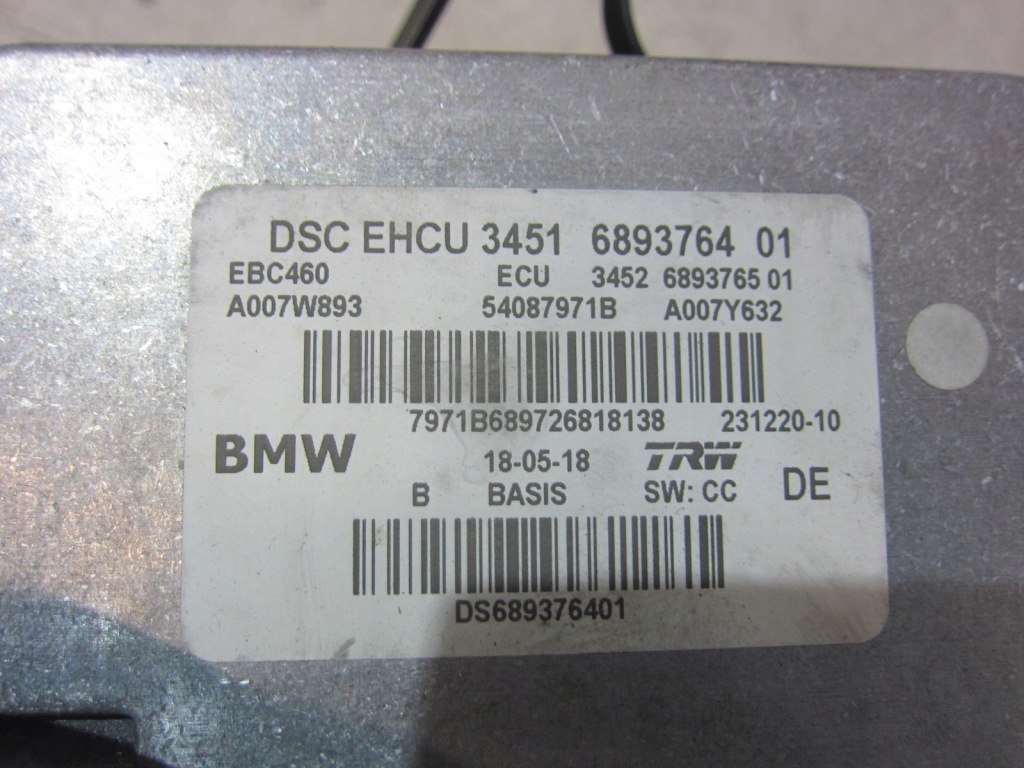 DSC EHCU 3451 6893764 01
EBC460 ECU 3452 6893765 01
A007W893 54087971B A007Y632
7971B689726818138 231220-10
BMW 18-05-18 TRW
B BASIS SW: CC DE
DS689376401